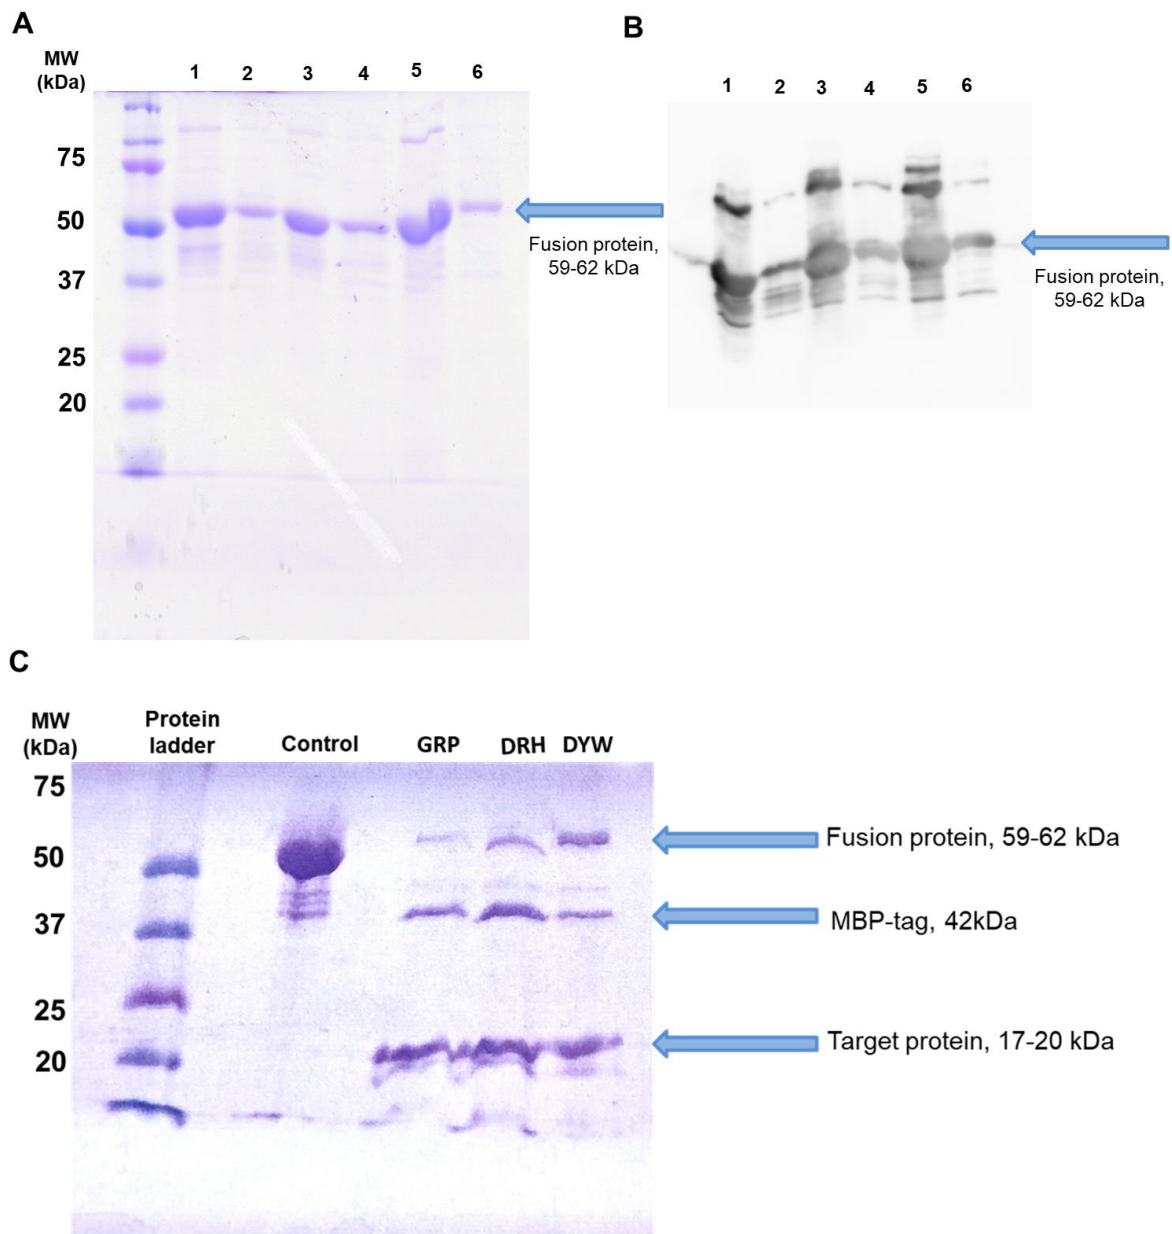 A
MW
(kDa)
1 2 3 4 5 6
75
50
37
25
20
Fusion protein,
59-62 kDa
B
1 2 3 4 5 6
Fusion protein,
59-62 kDa
C
MW
(kDa)
Protein
ladder
Control
GRP
DRH
DYW
75
50
37
25
20
Fusion protein, 59-62 kDa
MBP-tag, 42kDa
Target protein, 17-20 kDa